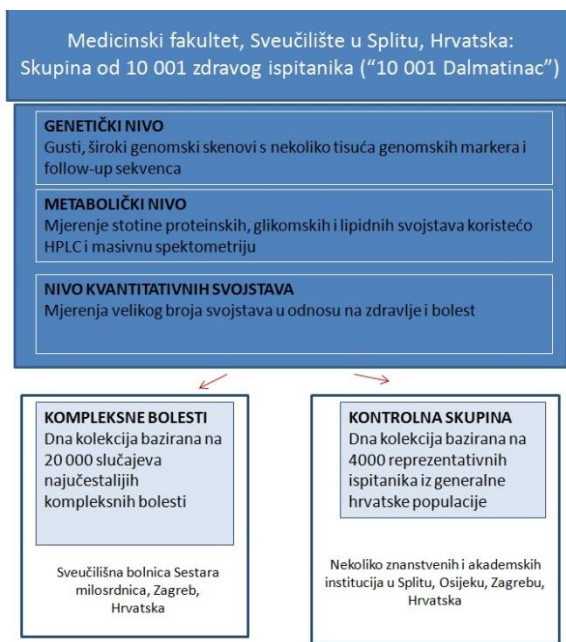 Medicinski fakultet, Sveučilište u Splitu, Hrvatska:
Skupina od 10 001 zdravog ispitanika (“10 001 Dalmatinac”)
GENETIČKI NIVO
Gusti, široki genomski skenovi s nekoliko tisuća genomskih markera i
follow-up sekvenca
METABOLIČKI NIVO
Mjerenje stotine proteinskih, glikomskih i lipidnih svojstava koristećo
HPLC i masivnu spektometriju
NIVO KVANTITATIVNIH SVOJSTAVA
Mjerenja velikog broja svojstava u odnosu na zdravlje i bolest
KOMPLEKSNE BOLESTI
Dna kolekcija bazirana na
20 000 slučajeva
najučestalijih
kompleksnih bolesti
Sveučilišna bolnica Sestara
milosrdnica, Zagreb,
Hrvatska
KONTROLNA SKUPINA
Dna kolekcija bazirana na
4000 reprezentativnih
ispitanika iz generalne
hrvatske populacije
Nekoliko znanstvenih i akademskih
institucija u Splitu, Osijeku, Zagrebu,
Hrvatska